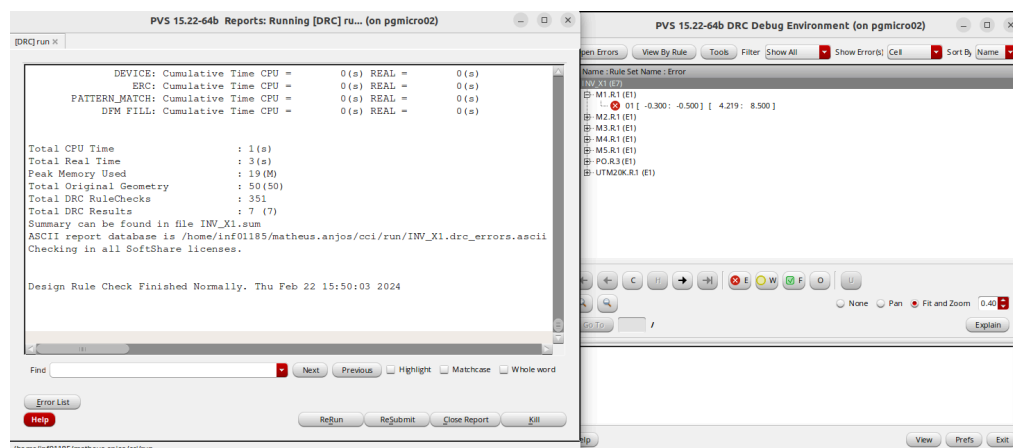 PVS 15.22-64b Reports: Running [DRC] ru... (on pgmicro02)
[DRC] run
DEVICE: Cumulative Time CPU = 0(s) REAL = 0(s)
ERC: Cumulative Time CPU = 0(s) REAL = 0(s)
PATTERN_MATCH: Cumulative Time CPU = 0(s) REAL = 0(s)
DFM FILL: Cumulative Time CPU = 0(s) REAL = 0(s)
Total CPU Time : 1(s)
Total Real Time : 3(s)
Peak Memory Used : 19(M)
Total Original Geometry : 50(50)
Total DRC RuleChecks : 351
Total DRC Results : 7 (7)
Summary can be found in file INV_X1.sum
ASCII report database is /home/inf01185/matheus.anjos/cci/run/INV_X1.drc_errors.ascii
Checking in all SoftShare licenses.
Design Rule Check Finished Normally. Thu Feb 22 15:50:03 2024
Find Next Previous Highlight Matchcase Whole word
Error List
Help ReRun ReSubmit Close Report Kill
PVS 15.22-64b DRC Debug Environment (on pgmicro02)
Open Errors View By Rule Tools Filter Show All Show Error(s) Cell Sort By Name
Name : Rule Set Name : Error
INV_X1 (E7)
M1.R.1 (E1)
01 [ -0.300 : -0.500 ] [ 4.219 : 8.500 ]
M2.R.1 (E1)
M3.R.1 (E1)
M4.R.1 (E1)
M5.R.1 (E1)
PO.R.3 (E1)
UTM20K.R.1 (E1)
C H E W F O U
None Pan Fit and Zoom 0.40
Go To / Explain
Help View Prefs Exit